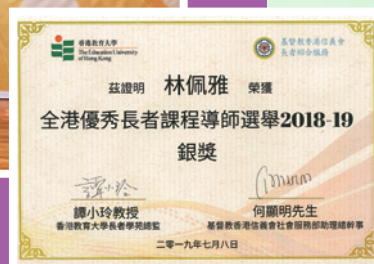 香港教育大學
The Education University
of Hong Kong
基督教香港信義會
長者綜合服務
茲證明 林佩雅 榮獲
全港優秀長者課程導師選舉2018-19
銀獎
譚小玲教授
香港教育大學長者學苑總監
何顯明先生
基督教香港信義會社會服務部助理總幹事
二零一九年七月八日